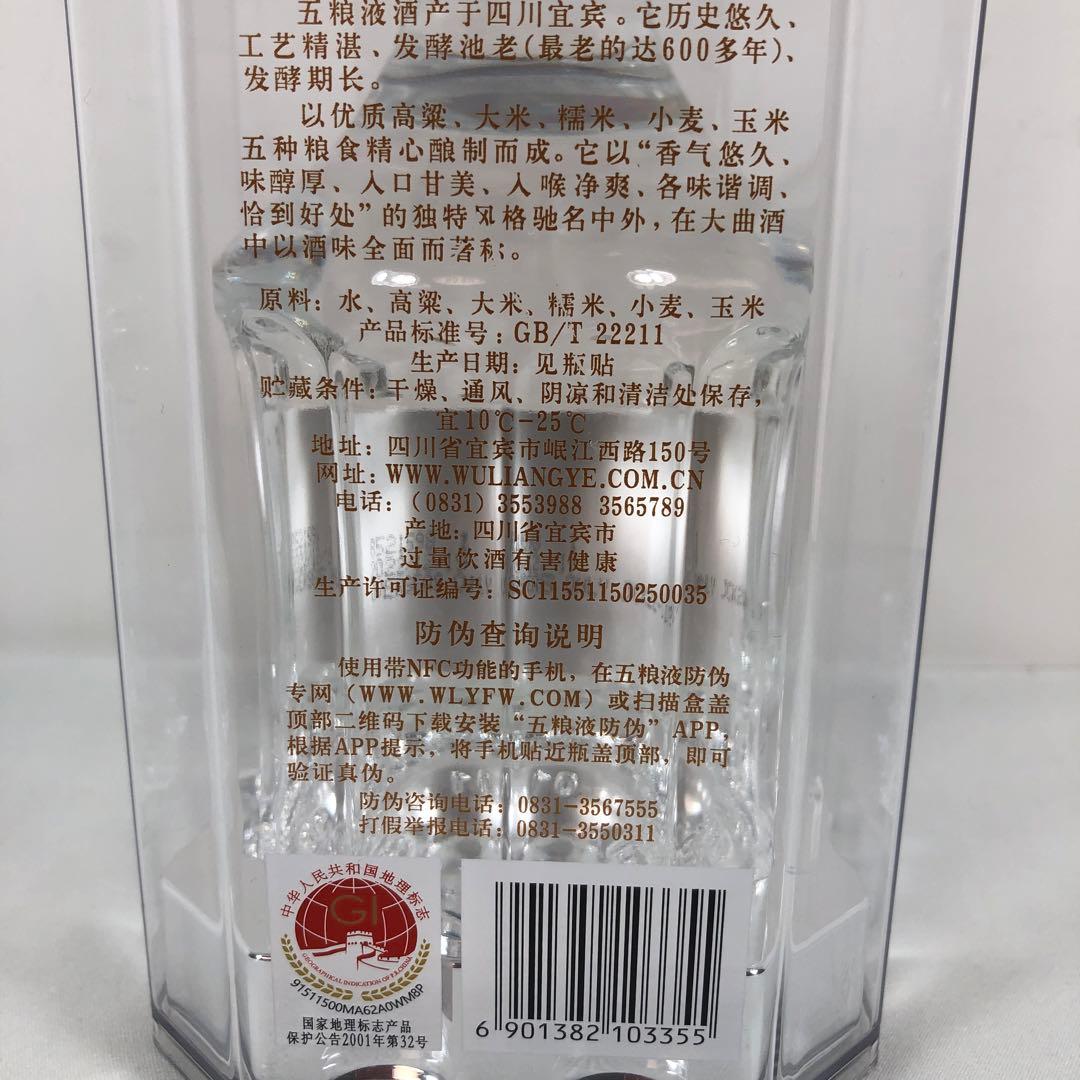 五粮液酒产于四川宜宾。它历史悠久、
工艺精湛、发酵池老(最老的达600多年)、
发酵期长。
以优质高粱、大米、糯米、小麦、玉米
五种粮食精心酿制而成。它以“香气悠久、
味醇厚、入口甘美、入喉净爽、各味谐调、
恰到好处”的独特风格驰名中外,在大曲酒
中以酒味全面而著称。
原料:水、高粱、大米、糯米、小麦、玉米
产品标准号:GB/T 22211
生产日期:见瓶贴
贮藏条件:干燥、通风、阴凉和清洁处保存,
宜10℃-25℃
地址:四川省宜宾市岷江西路150号
网址:WWW.WULIANGYE.COM.CN
电话:(0831) 3553988 3565789
产地:四川省宜宾市
过量饮酒有害健康
生产许可证编号:SC11551150250035
防伪查询说明
使用带NFC功能的手机,在五粮液防伪
专网(WWW.WLYFW.COM)或扫描盒盖
顶部二维码下载安装“五粮液防伪”APP,
根据APP提示,将手机贴近瓶盖顶部,即可
验证真伪。
防伪咨询电话:0831-3567555
打假举报电话:0831-3550311
中华人民共和国地理标志
GI
GEOGRAPHICAL INDICATION OF P.R.CHINA
91511500MA62A0WM8P
国家地理标志产品
保护公告2001年第32号
6 901382 103355